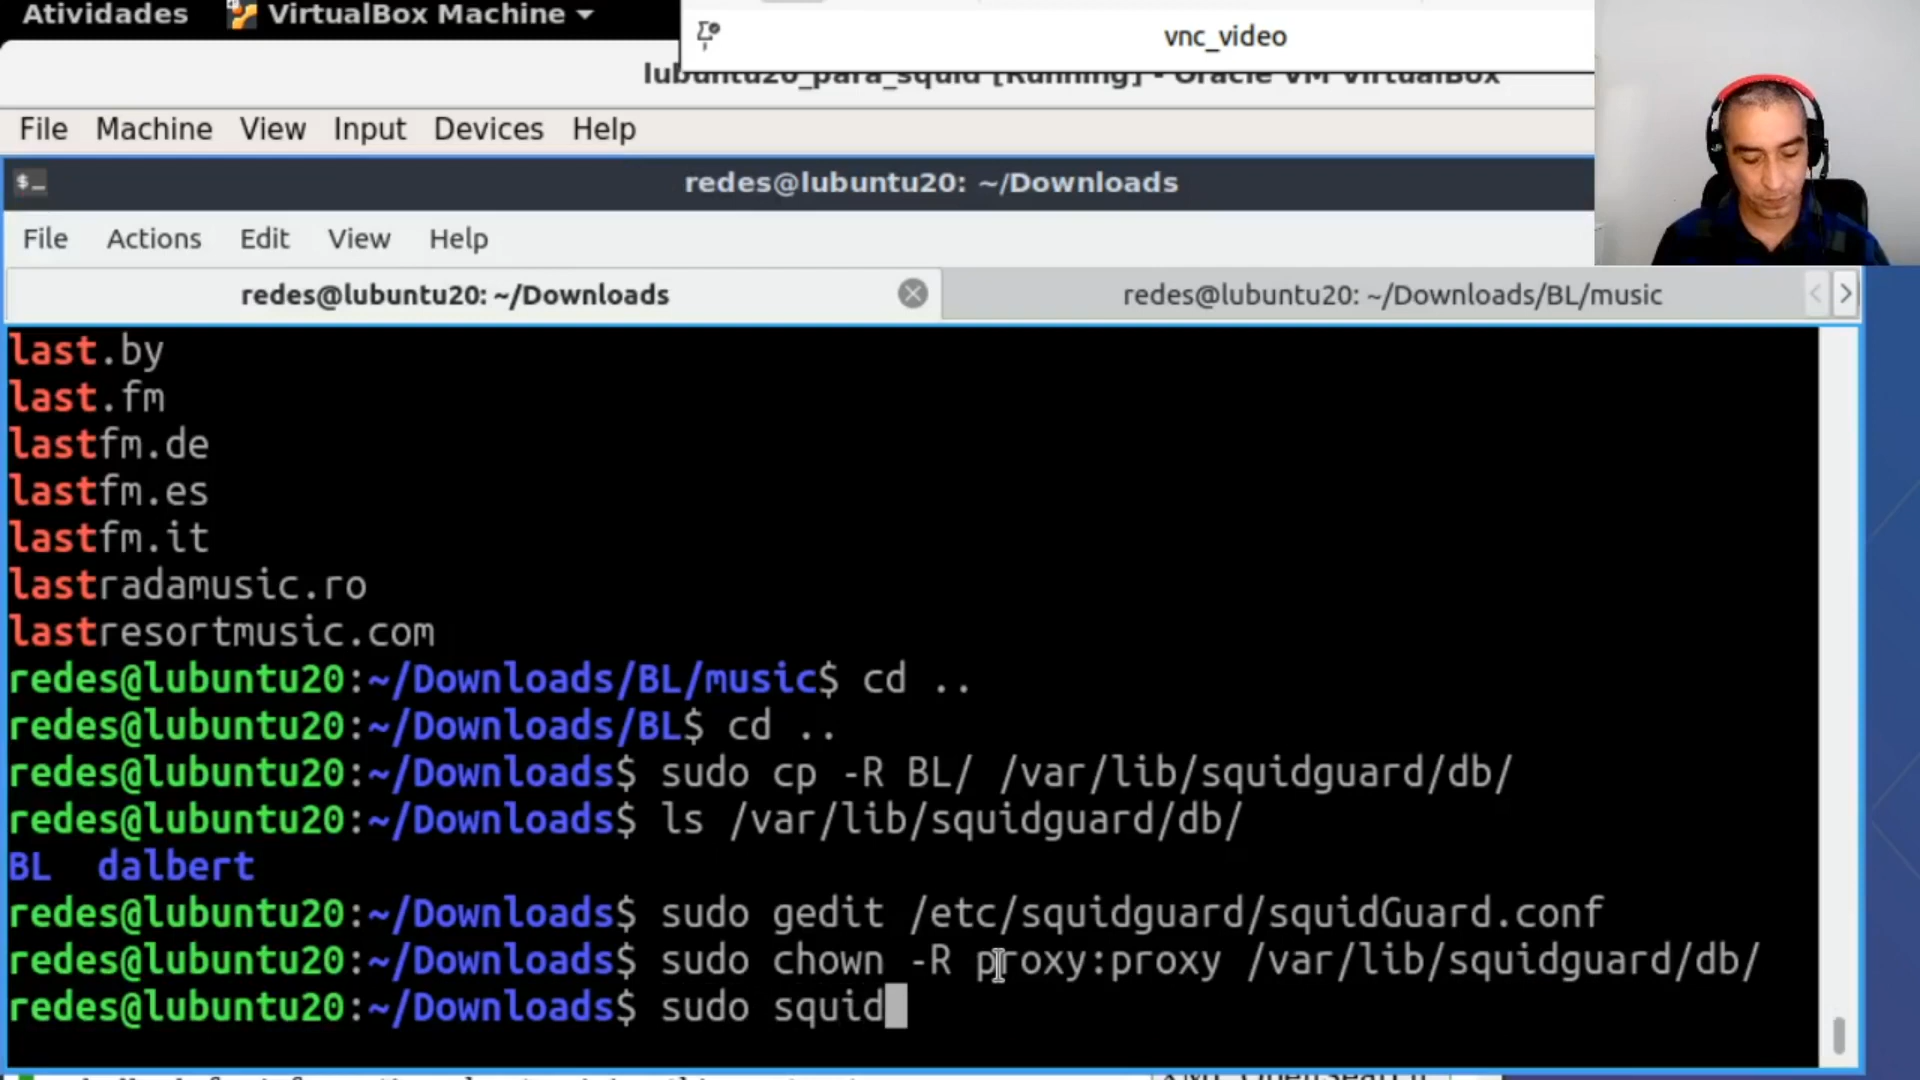 Atividades VirtualBox Machine
vnc_video
lubuntu20_para_squid [Running] - Oracle VM VirtualBox
File Machine View Input Devices Help
redes@lubuntu20: ~/Downloads
File Actions Edit View Help
redes@lubuntu20: ~/Downloads redes@lubuntu20: ~/Downloads/BL/music
last.by
last.fm
lastfm.de
lastfm.es
lastfm.it
lastradamusic.ro
lastresortmusic.com
redes@lubuntu20:~/Downloads/BL/music$ cd ..
redes@lubuntu20:~/Downloads/BL$ cd ..
redes@lubuntu20:~/Downloads$ sudo cp -R BL/ /var/lib/squidguard/db/
redes@lubuntu20:~/Downloads$ ls /var/lib/squidguard/db/
BL dalbert
redes@lubuntu20:~/Downloads$ sudo gedit /etc/squidguard/squidGuard.conf
redes@lubuntu20:~/Downloads$ sudo chown -R proxy:proxy /var/lib/squidguard/db/
redes@lubuntu20:~/Downloads$ sudo squid